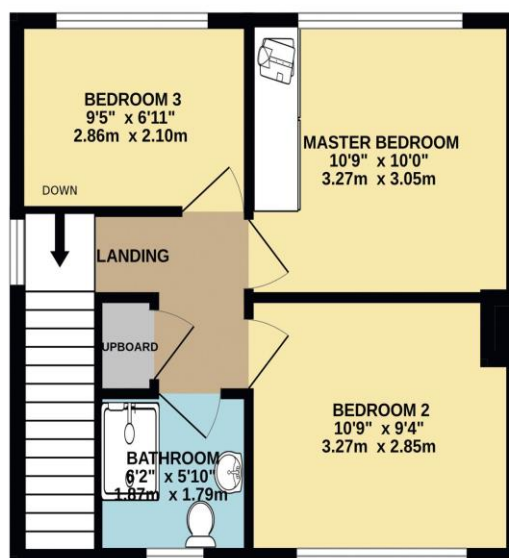 BEDROOM 3
9'5" x 6'11"
2.86m x 2.10m
MASTER BEDROOM
10'9" x 10'0"
3.27m x 3.05m
DOWN
LANDING
UPBOARD
BEDROOM 2
10'9" x 9'4"
3.27m x 2.85m
BATHROOM
6'2" x 5'10"
1.87m x 1.79m